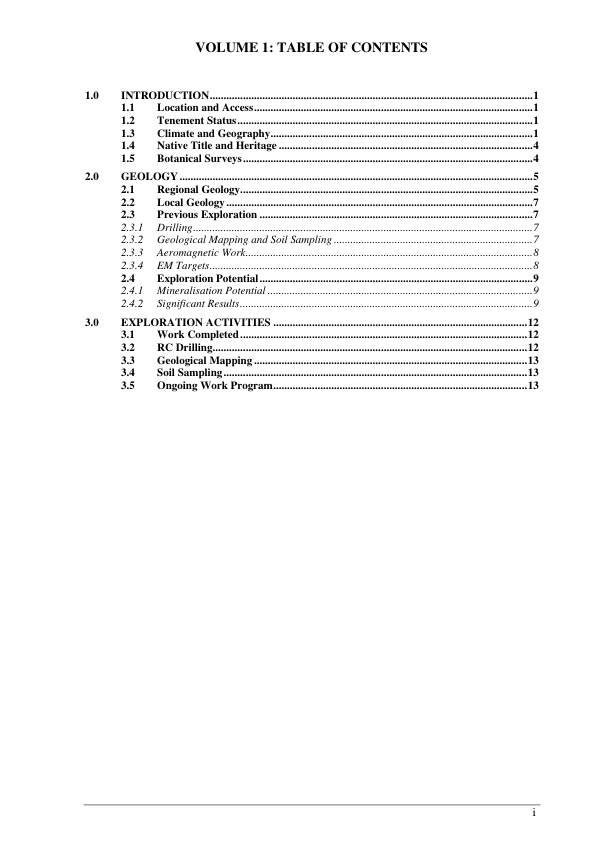 VOLUME 1: TABLE OF CONTENTS
1.0 INTRODUCTION....................1
1.1 Location and Access....................1
1.2 Tenement Status....................1
1.3 Climate and Geography....................1
1.4 Native Title and Heritage ....................4
1.5 Botanical Surveys....................4
2.0 GEOLOGY ....................5
2.1 Regional Geology....................5
2.2 Local Geology ....................7
2.3 Previous Exploration ....................7
2.3.1 Drilling....................7
2.3.2 Geological Mapping and Soil Sampling ....................7
2.3.3 Aeromagnetic Work....................8
2.3.4 EM Targets....................8
2.4 Exploration Potential....................9
2.4.1 Mineralisation Potential ....................9
2.4.2 Significant Results....................9
3.0 EXPLORATION ACTIVITIES ....................12
3.1 Work Completed ....................12
3.2 RC Drilling....................12
3.3 Geological Mapping ....................13
3.4 Soil Sampling....................13
3.5 Ongoing Work Program....................13
i